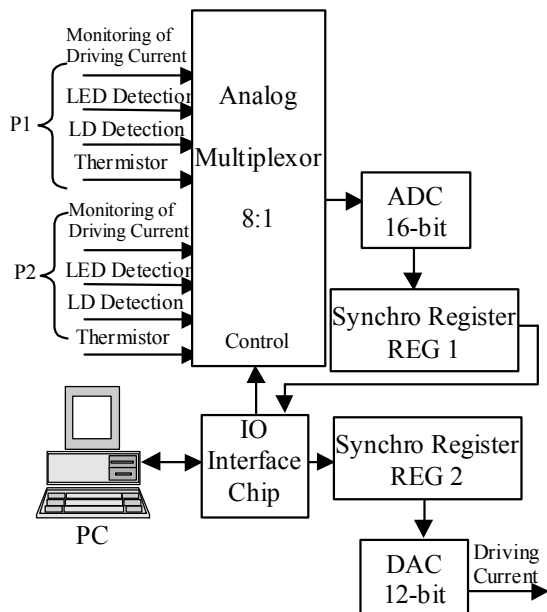 Monitoring of
Driving Current
LED Detection
LD Detection
Thermistor
P1
Monitoring of
Driving Current
LED Detection
LD Detection
Thermistor
P2
Analog
Multiplexor
8:1
Control
ADC
16-bit
Synchro Register
REG 1
IO
Interface
Chip
PC
Synchro Register
REG 2
DAC
12-bit
Driving
Current